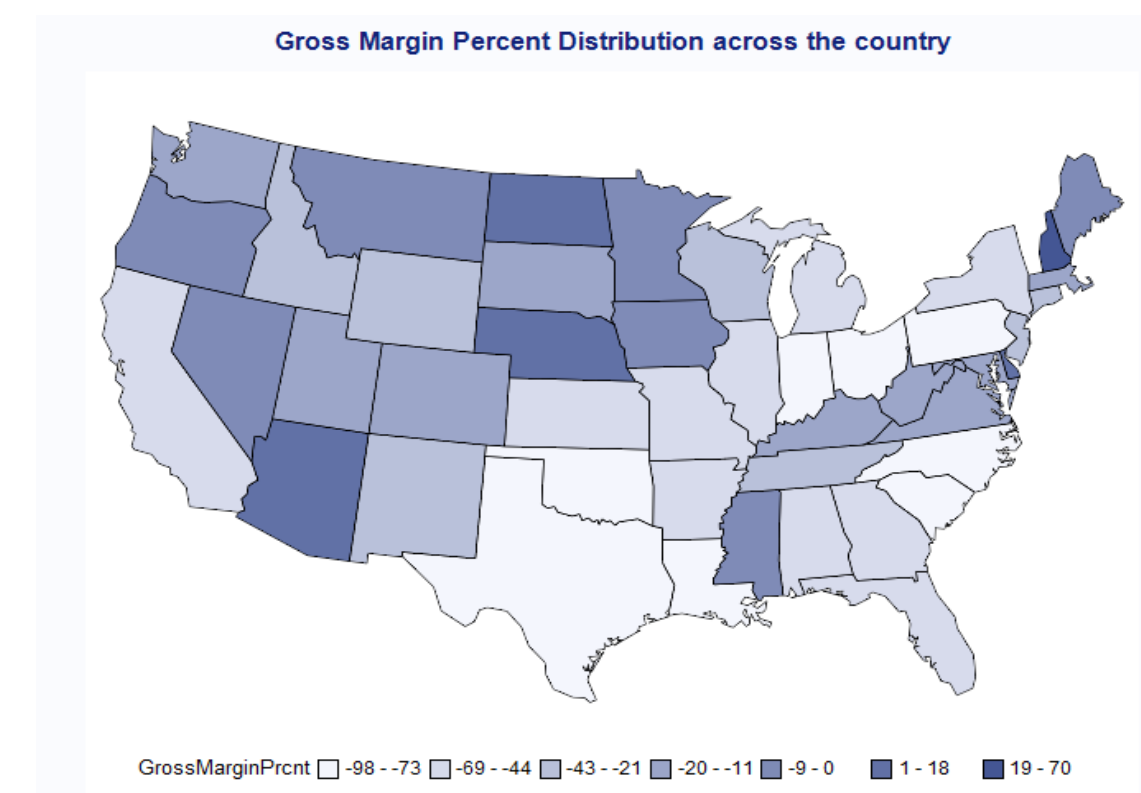 Gross Margin Percent Distribution across the country
GrossMarginPrcnt -98 - -73 -69 - -44 -43 - -21 -20 - -11 -9 - 0 1 - 18 19 - 70